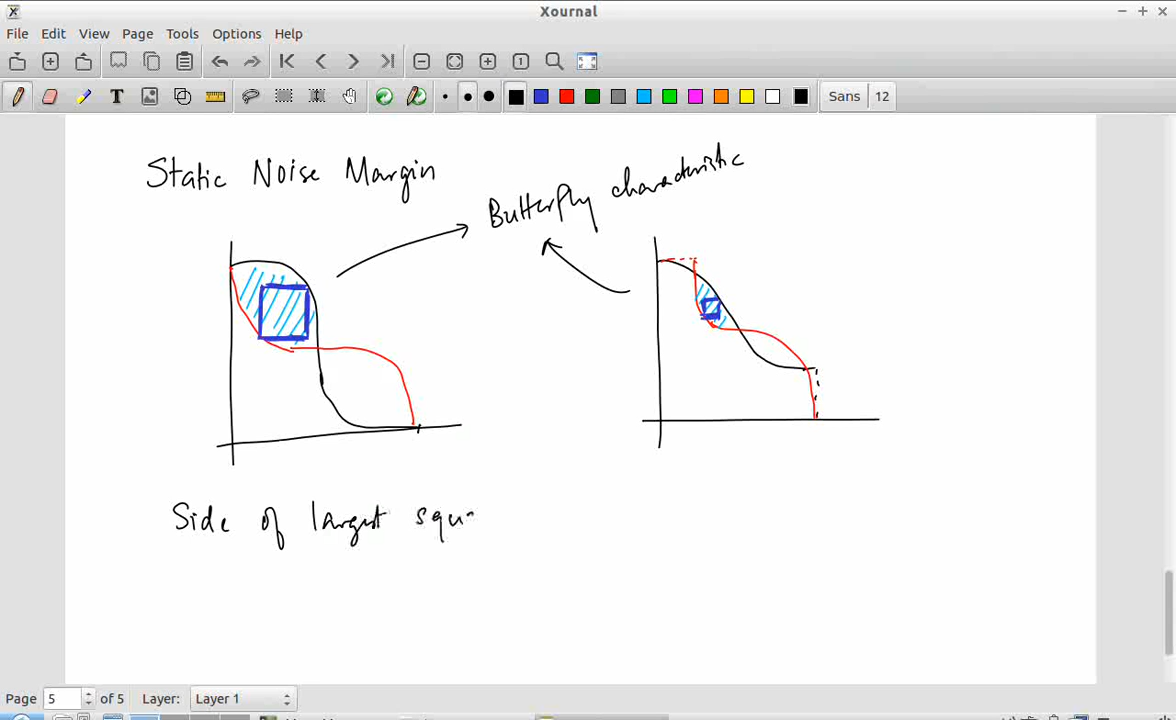 Xournal
File Edit View Page Tools Options Help
Sans 12
Static Noise Margin
Butterfly characteristic
Side of largest squ
Page 5 of 5 Layer: Layer 1